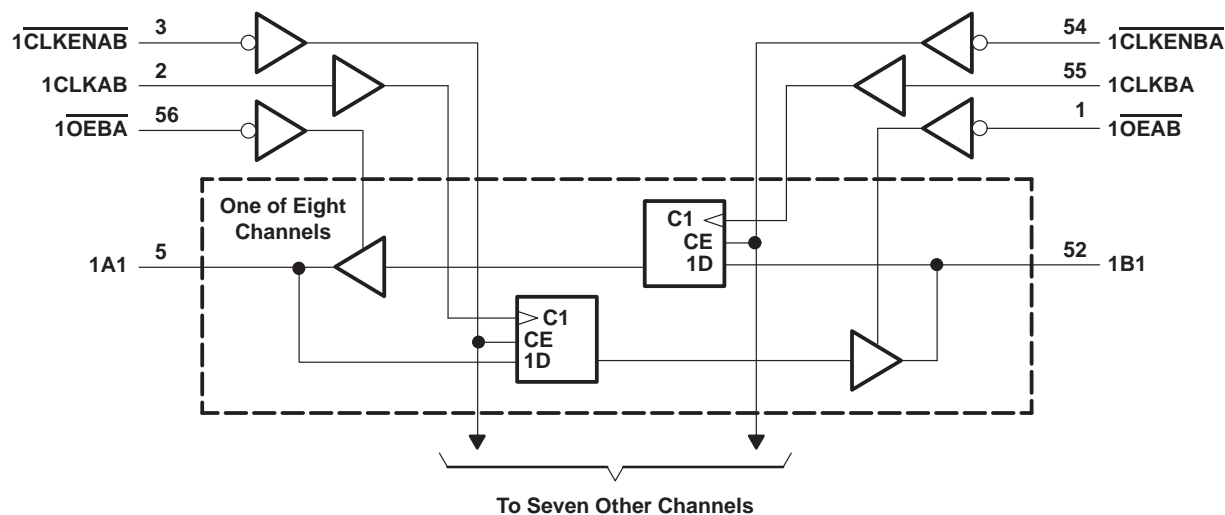 3
1CLKENAB
2
1CLKAB
56
1OEBA
54
1CLKENBA
55
1CLKBA
1
1OEAB
One of Eight
Channels
C1
CE
1D
5
1A1
52
1B1
C1
CE
1D
To Seven Other Channels